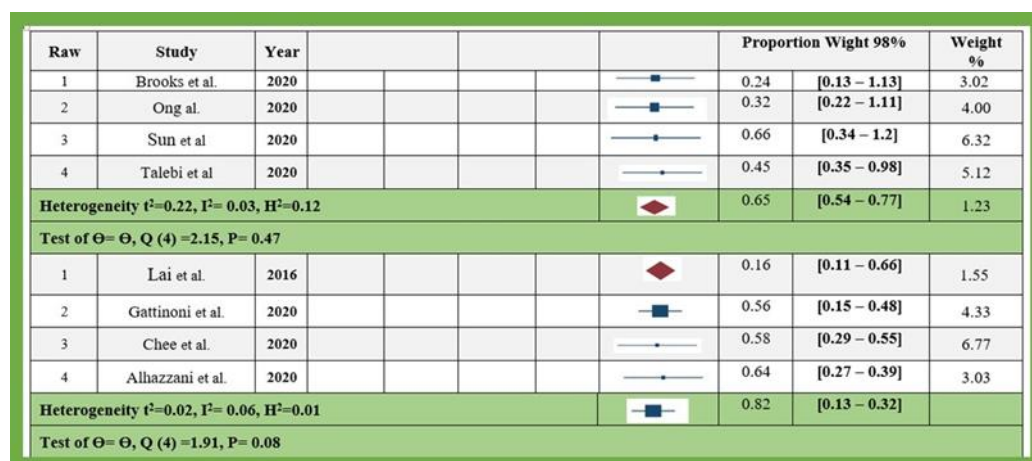 Raw Study Year Proportion Wight 98% Weight %
1 Brooks et al. 2020 0.24 [0.13 – 1.13] 3.02
2 Ong al. 2020 0.32 [0.22 – 1.11] 4.00
3 Sun et al 2020 0.66 [0.34 – 1.2] 6.32
4 Talebi et al 2020 0.45 [0.35 – 0.98] 5.12
Heterogeneity t²=0.22, I²= 0.03, H²=0.12 0.65 [0.54 – 0.77] 1.23
Test of Ɵ= Ɵ, Q (4) =2.15, P= 0.47
1 Lai et al. 2016 0.16 [0.11 – 0.66] 1.55
2 Gattinoni et al. 2020 0.56 [0.15 – 0.48] 4.33
3 Chee et al. 2020 0.58 [0.29 – 0.55] 6.77
4 Alhazzani et al. 2020 0.64 [0.27 – 0.39] 3.03
Heterogeneity t²=0.02, I²= 0.06, H²=0.01 0.82 [0.13 – 0.32]
Test of Ɵ= Ɵ, Q (4) =1.91, P= 0.08